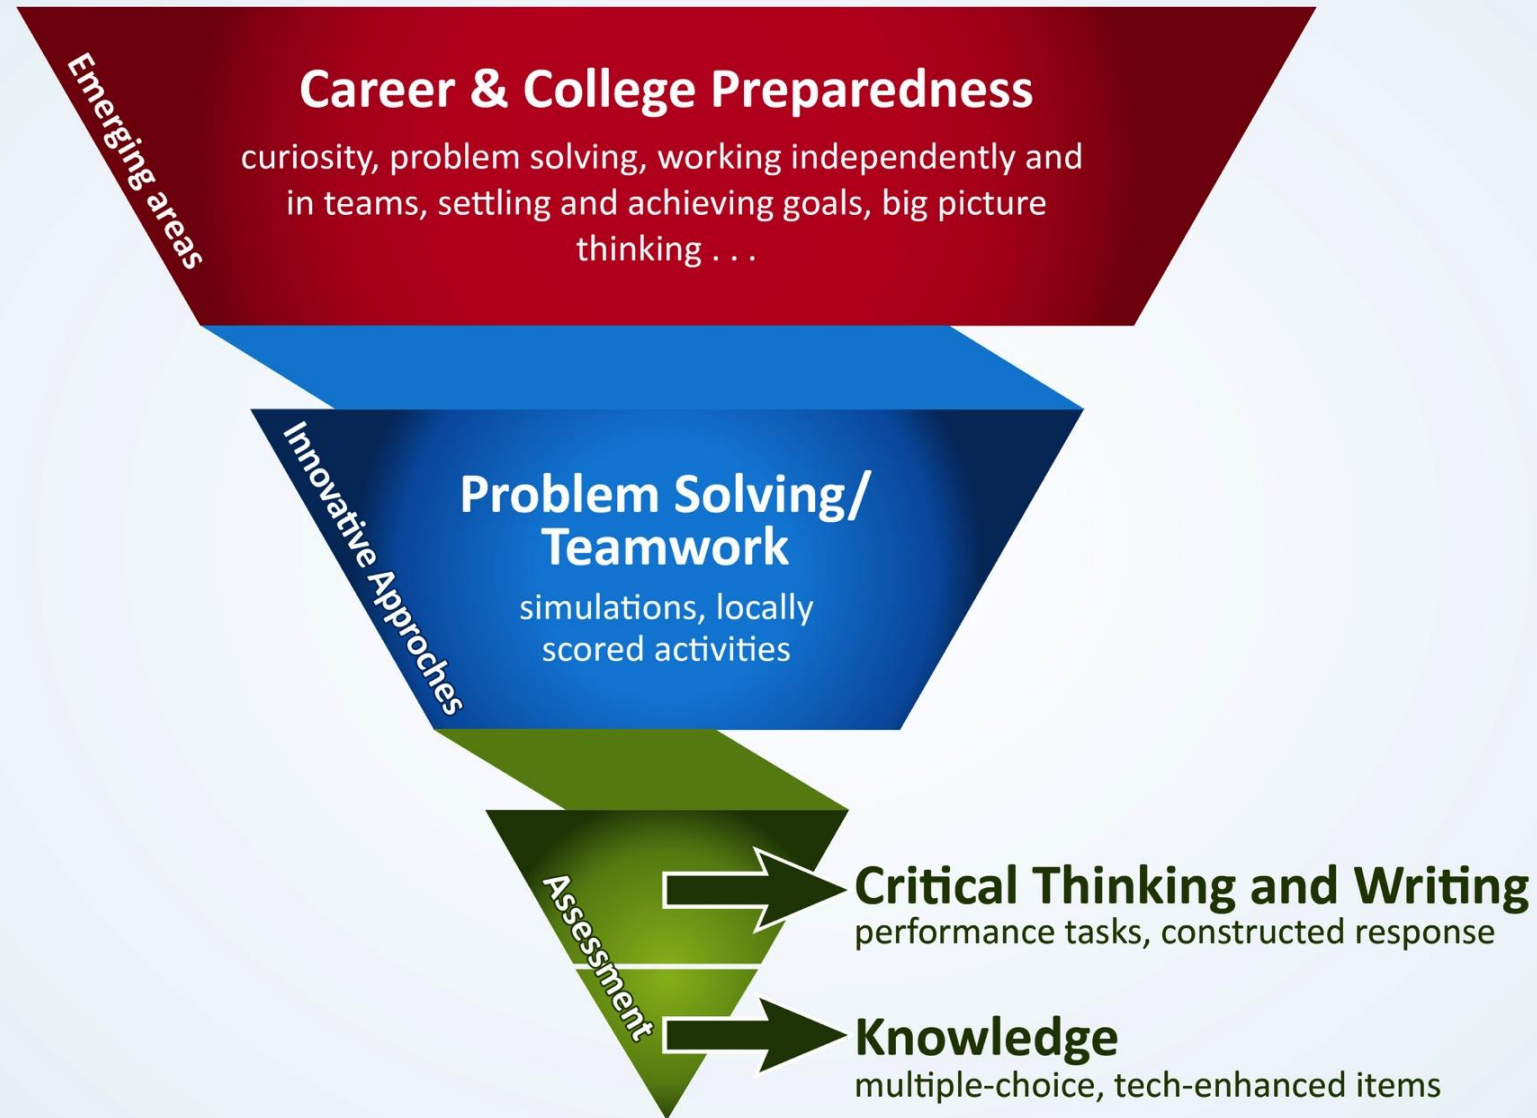 Emerging areas
Career & College Preparedness
curiosity, problem solving, working independently and
in teams, settling and achieving goals, big picture
thinking . . .
Innovative Approches
Problem Solving/
Teamwork
simulations, locally
scored activities
Assessment
Critical Thinking and Writing
performance tasks, constructed response
Knowledge
multiple-choice, tech-enhanced items